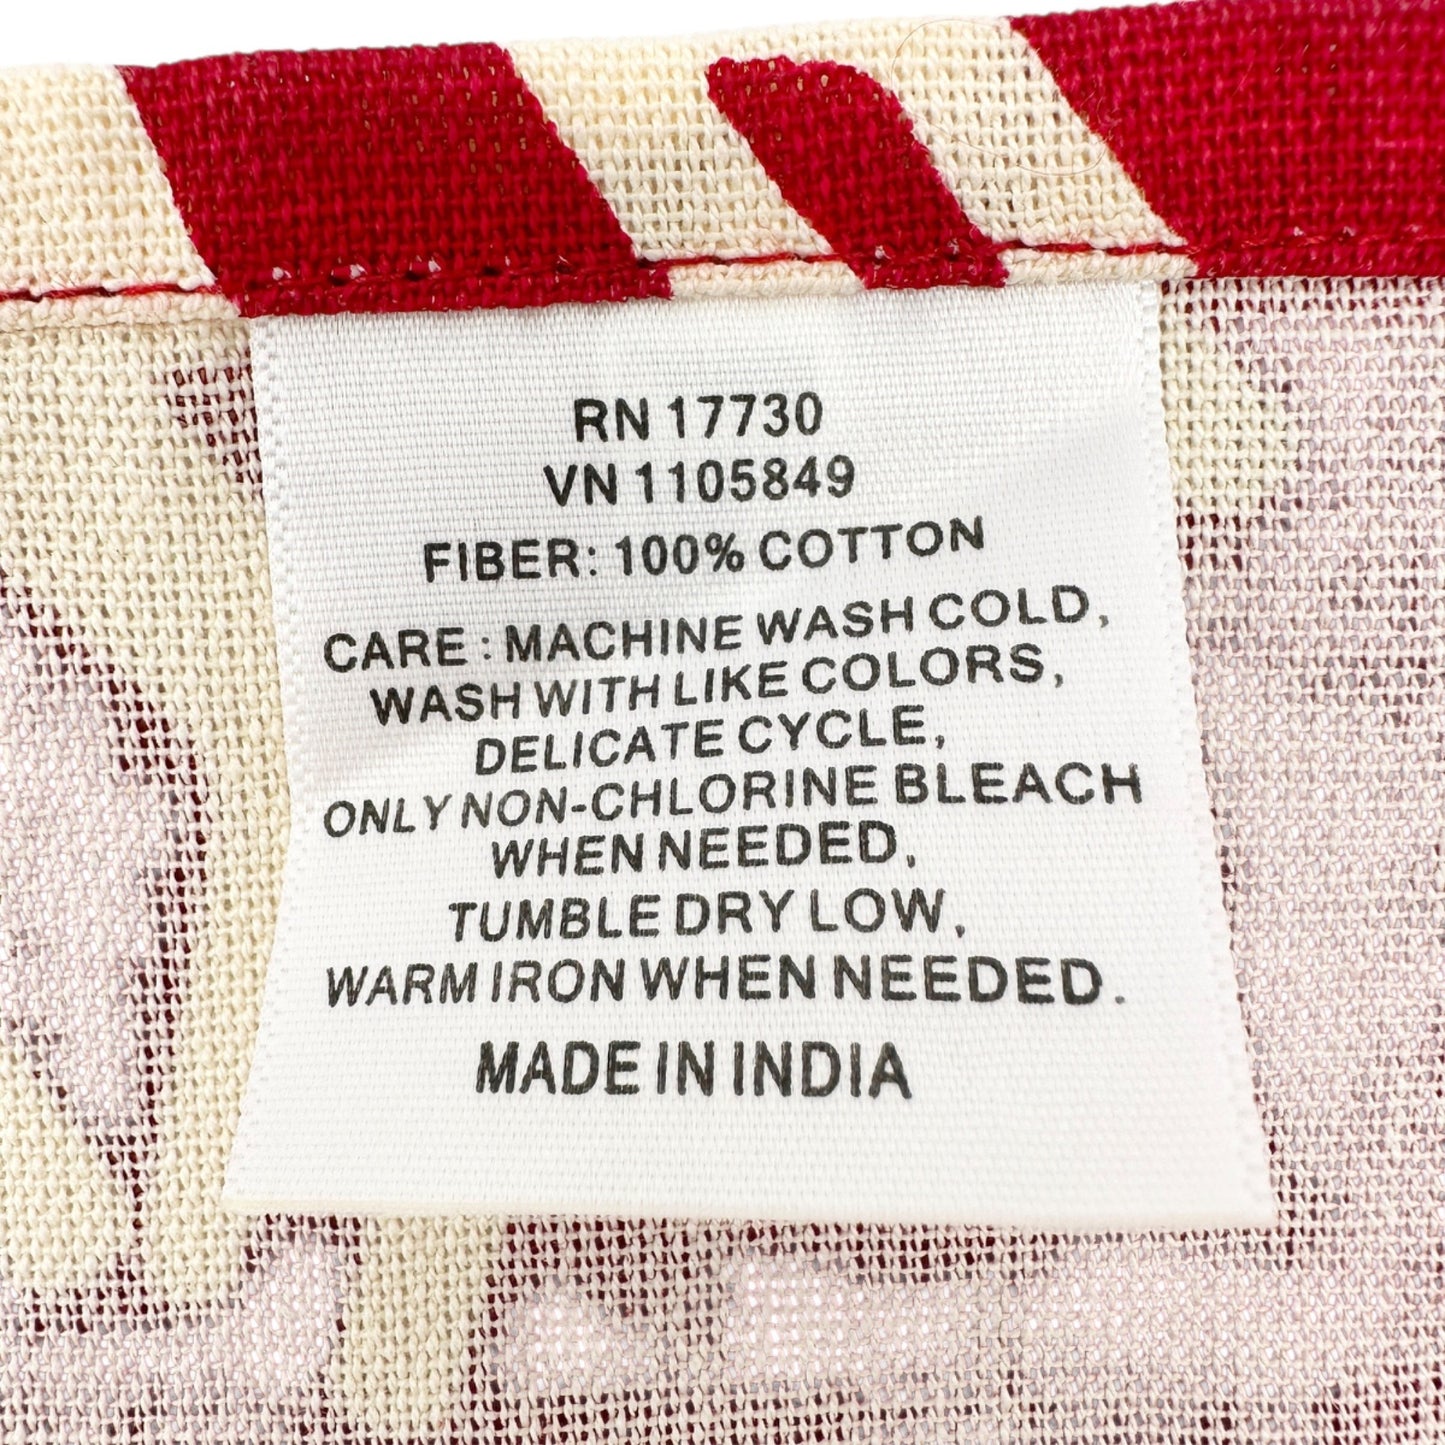 RN 17730
VN 1105849
FIBER: 100% COTTON
CARE : MACHINE WASH COLD,
WASH WITH LIKE COLORS,
DELICATE CYCLE,
ONLY NON-CHLORINE BLEACH
WHEN NEEDED,
TUMBLE DRY LOW,
WARM IRON WHEN NEEDED.
MADE IN INDIA